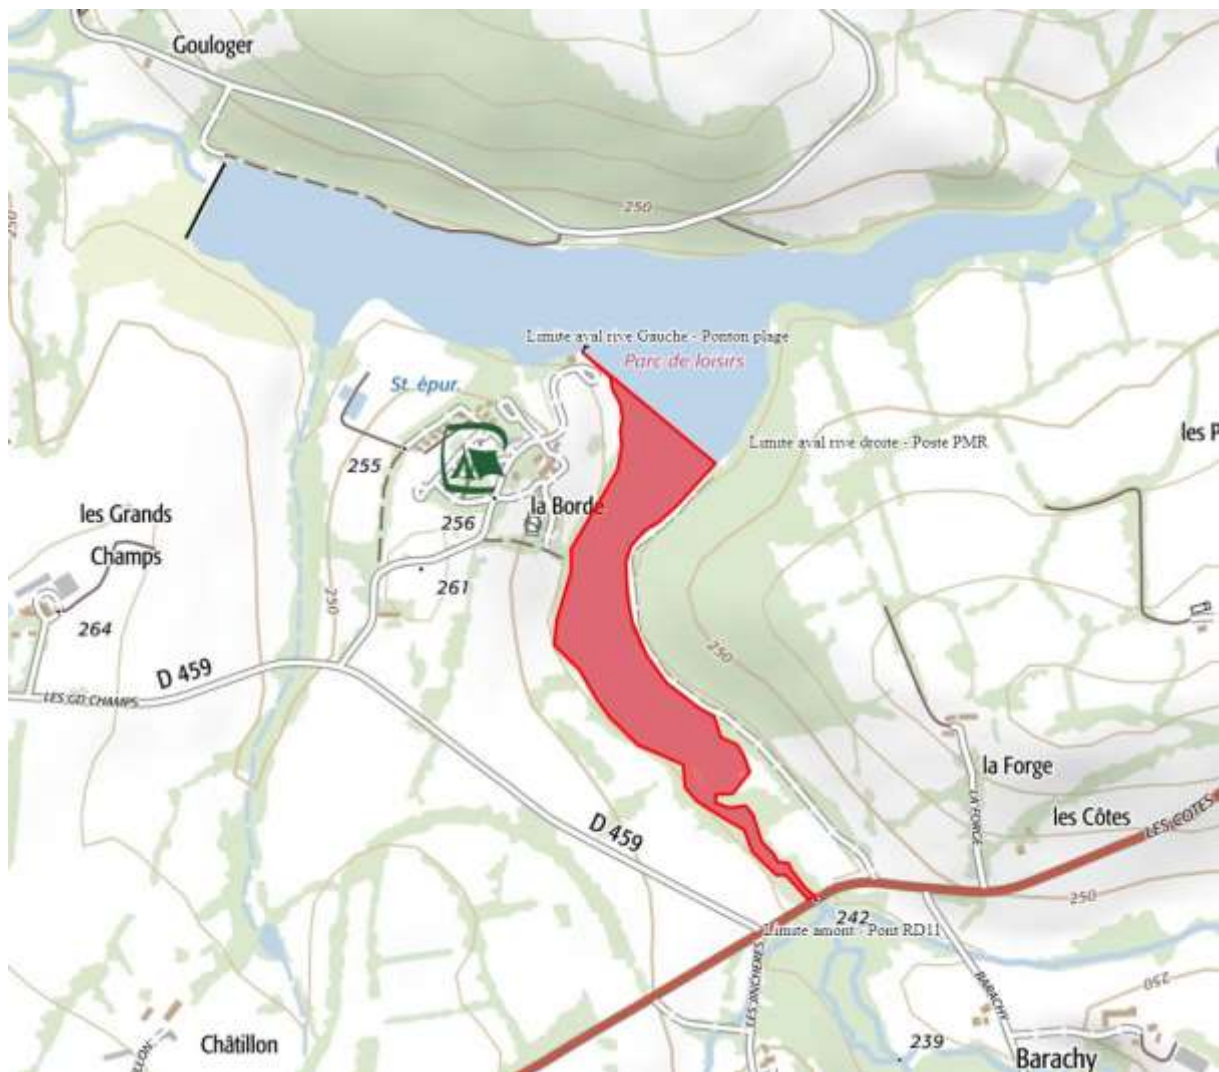 Gouloger
250
250
Limite aval rive Gauche - Ponton plage
Parc de loisirs
St. épur.
les P
Limite aval rive droite - Poste PMR
255
la Borde
les Grands
Champs
256
261
250
264
250
D 459
LES GD CHAMPS
la Forge
LA FORGE
les Côtes
LES COTES
D 459
250
242
Limite amont - Pont RD11
LES JINCHERES
BARACHY
250
Châtillon
239
Barachy